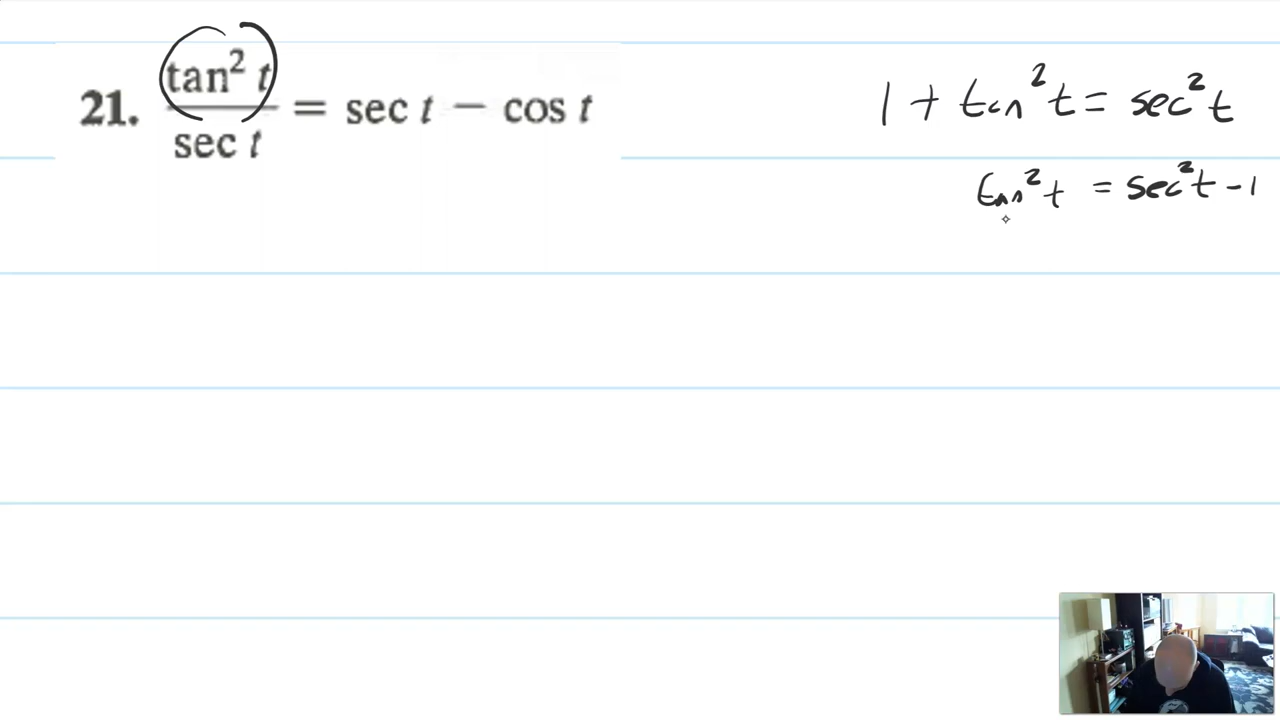 21. tan² t / sec t = sec t − cos t
1 + tan² t = sec² t
tan² t = sec² t - 1